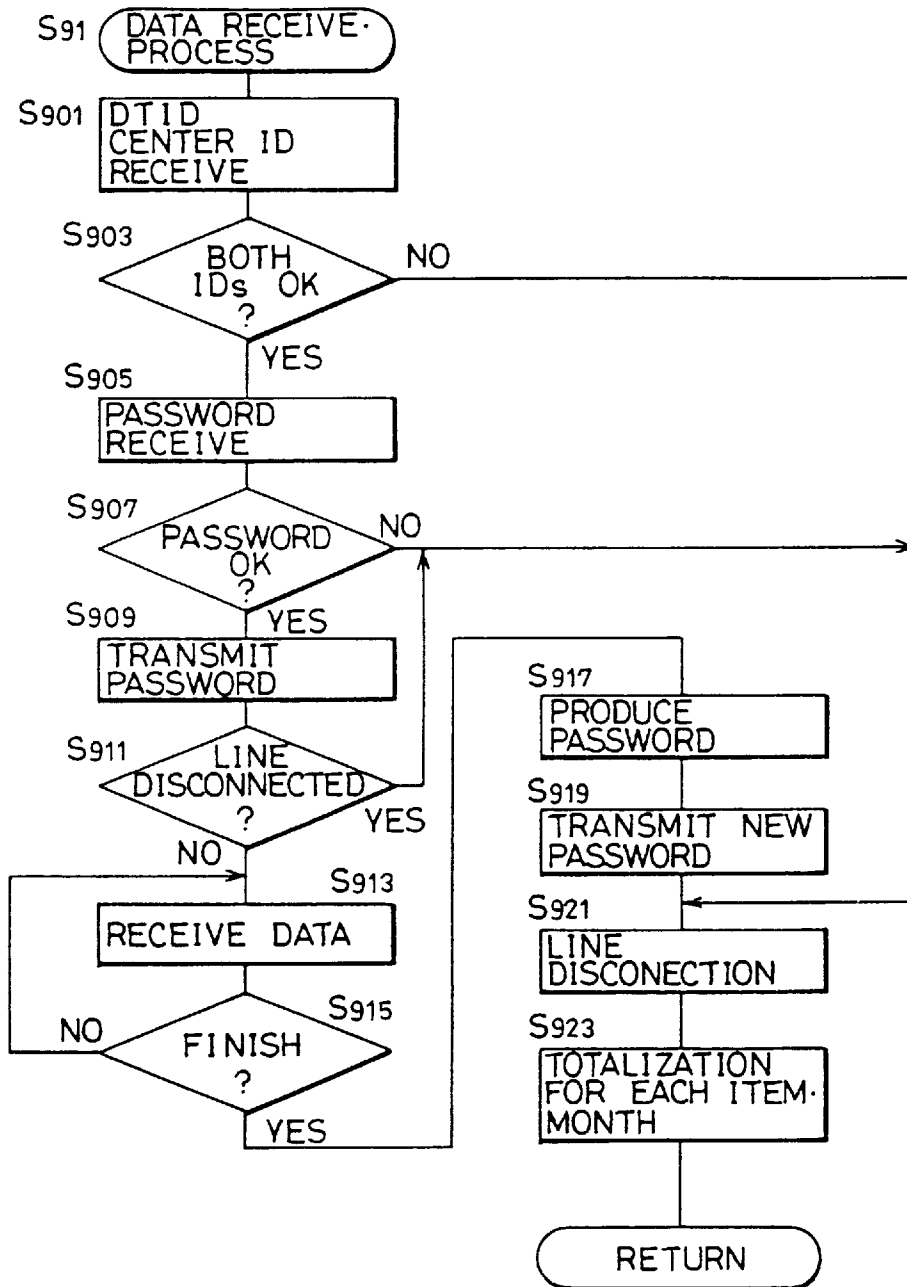 S91
DATA RECEIVE·
PROCESS
S901
DTID
CENTER ID
RECEIVE
S903
BOTH
IDs OK
?
NO
YES
S905
PASSWORD
RECEIVE
S907
PASSWORD
OK
?
NO
YES
S909
TRANSMIT
PASSWORD
S911
LINE
DISCONNECTED
?
YES
NO
S913
RECEIVE DATA
S915
FINISH
?
NO
YES
S917
PRODUCE
PASSWORD
S919
TRANSMIT NEW
PASSWORD
S921
LINE
DISCONECTION
S923
TOTALIZATION
FOR EACH ITEM·
MONTH
RETURN